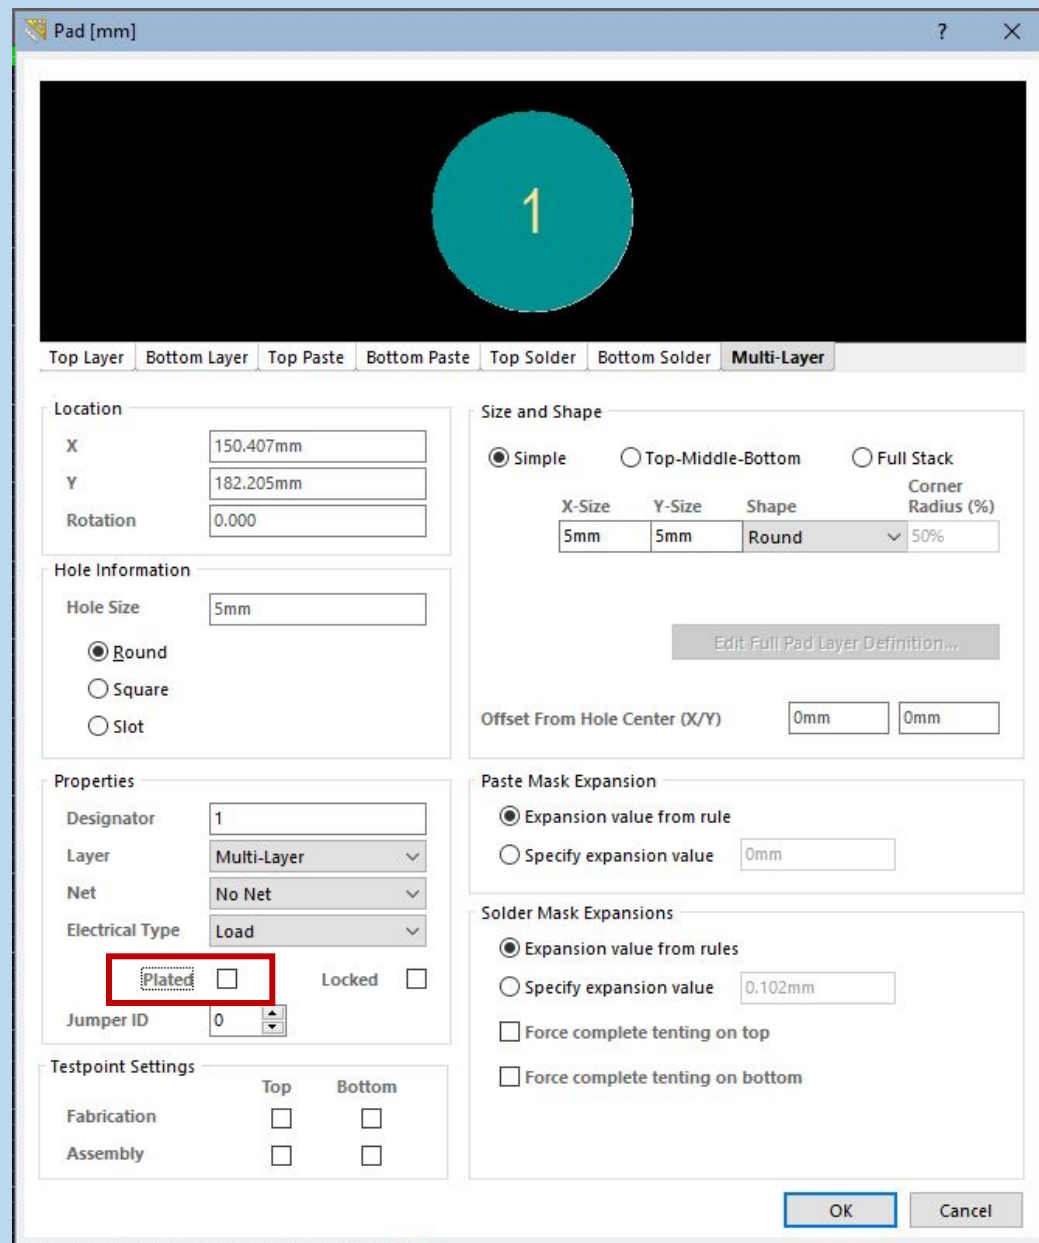 Pad [mm]
?
1
Top Layer Bottom Layer Top Paste Bottom Paste Top Solder Bottom Solder Multi-Layer
Location
X 150.407mm
Y 182.205mm
Rotation 0.000
Hole Information
Hole Size 5mm
Round
Square
Slot
Properties
Designator 1
Layer Multi-Layer
Net No Net
Electrical Type Load
Plated Locked
Jumper ID 0
Testpoint Settings
Top Bottom
Fabrication
Assembly
Size and Shape
Simple Top-Middle-Bottom Full Stack
X-Size Y-Size Shape Corner
Radius (%)
5mm 5mm Round 50%
Edit Full Pad Layer Definition...
Offset From Hole Center (X/Y) 0mm 0mm
Paste Mask Expansion
Expansion value from rule
Specify expansion value 0mm
Solder Mask Expansions
Expansion value from rules
Specify expansion value 0.102mm
Force complete tenting on top
Force complete tenting on bottom
OK Cancel